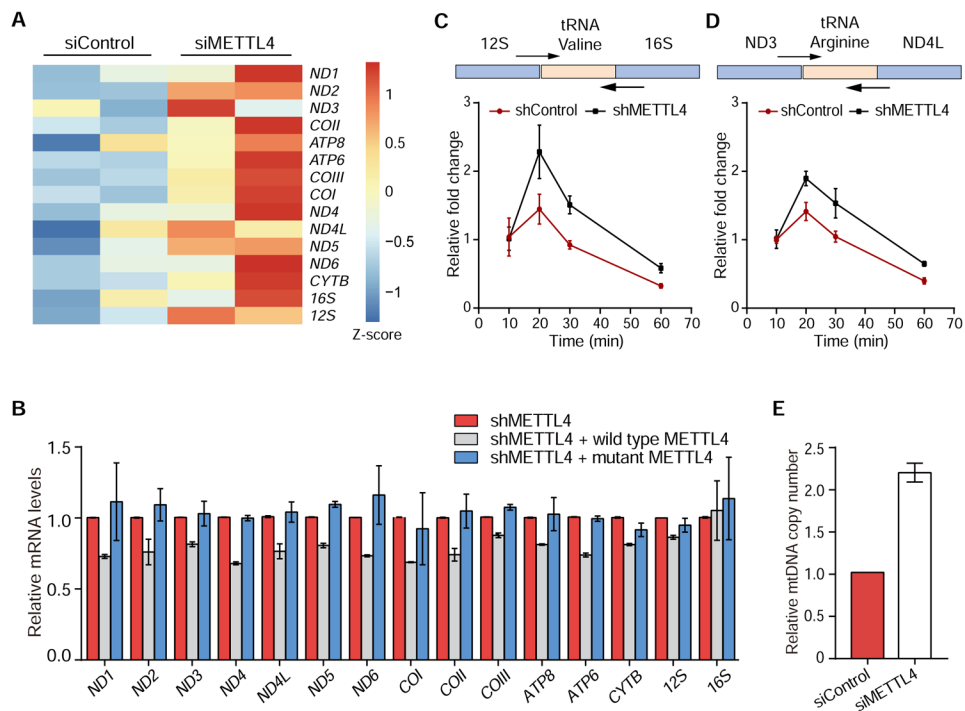 A
siControl
siMETTL4
ND1
ND2
ND3
COII
ATP8
ATP6
COIII
COI
ND4
ND4L
ND5
ND6
CYTB
16S
12S
1
0.5
0
−0.5
−1
Z-score
C
tRNA
12S
Valine
16S
shControl
shMETTL4
Relative fold change
3
2
1
0
0 10 20 30 40 50 60 70
Time (min)
D
tRNA
ND3
Arginine
ND4L
shControl
shMETTL4
Relative fold change
3
2
1
0
0 10 20 30 40 50 60 70
Time (min)
B
shMETTL4
shMETTL4 + wild type METTL4
shMETTL4 + mutant METTL4
Relative mRNA levels
1.5
1.0
0.5
0.0
ND1
ND2
ND3
ND4
ND4L
ND5
ND6
COI
COII
COIII
ATP8
ATP6
CYTB
12S
16S
E
Relative mtDNA copy number
2.5
2.0
1.5
1.0
0.5
0
siControl
siMETTL4